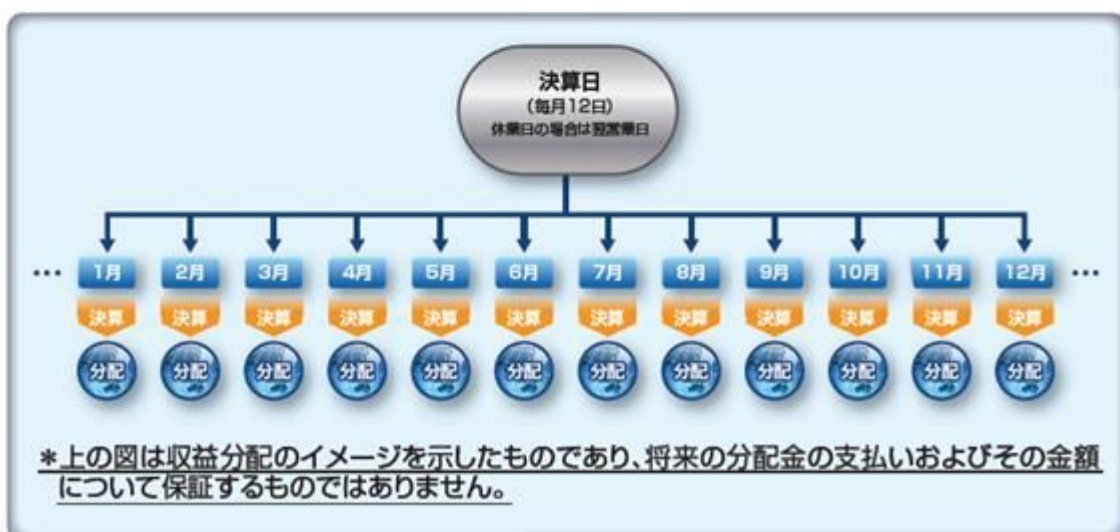 決算日
(毎月12日)
休業日の場合は翌営業日
… 1月 2月 3月 4月 5月 6月 7月 8月 9月 10月 11月 12月 …
決算 決算 決算 決算 決算 決算 決算 決算 決算 決算 決算 決算
分配 分配 分配 分配 分配 分配 分配 分配 分配 分配 分配 分配
*上の図は収益分配のイメージを示したものであり、将来の分配金の支払いおよびその金額
について保証するものではありません。